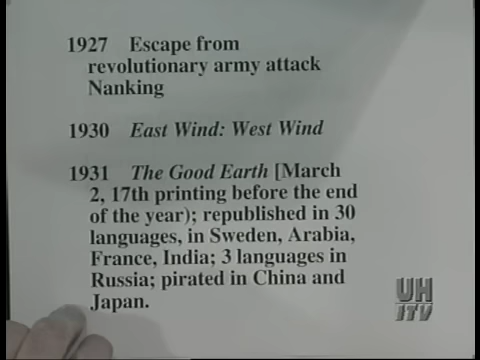 1927 Escape from
revolutionary army attack
Nanking
1930 East Wind: West Wind
1931 The Good Earth [March
2, 17th printing before the end
of the year); republished in 30
languages, in Sweden, Arabia,
France, India; 3 languages in
Russia; pirated in China and
Japan.
UH
ITV